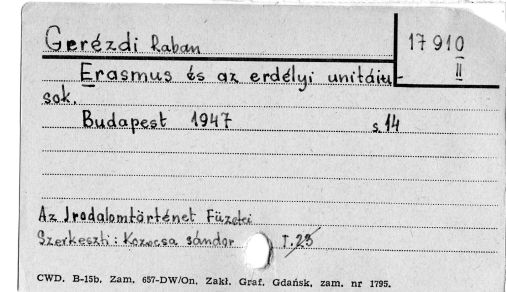 Gerézdi Raban
17 910
II
Erasmus és az erdélyi unitáriu-
sok.
Budapest 1947 s. 14
Az Irodalomtörténet Füzetei
Szerkeszti: Kozocsa Sándor T. 23
CWD. B-15b. Zam. 657-DW/On. Zakł. Graf. Gdańsk, zam. nr 1795.